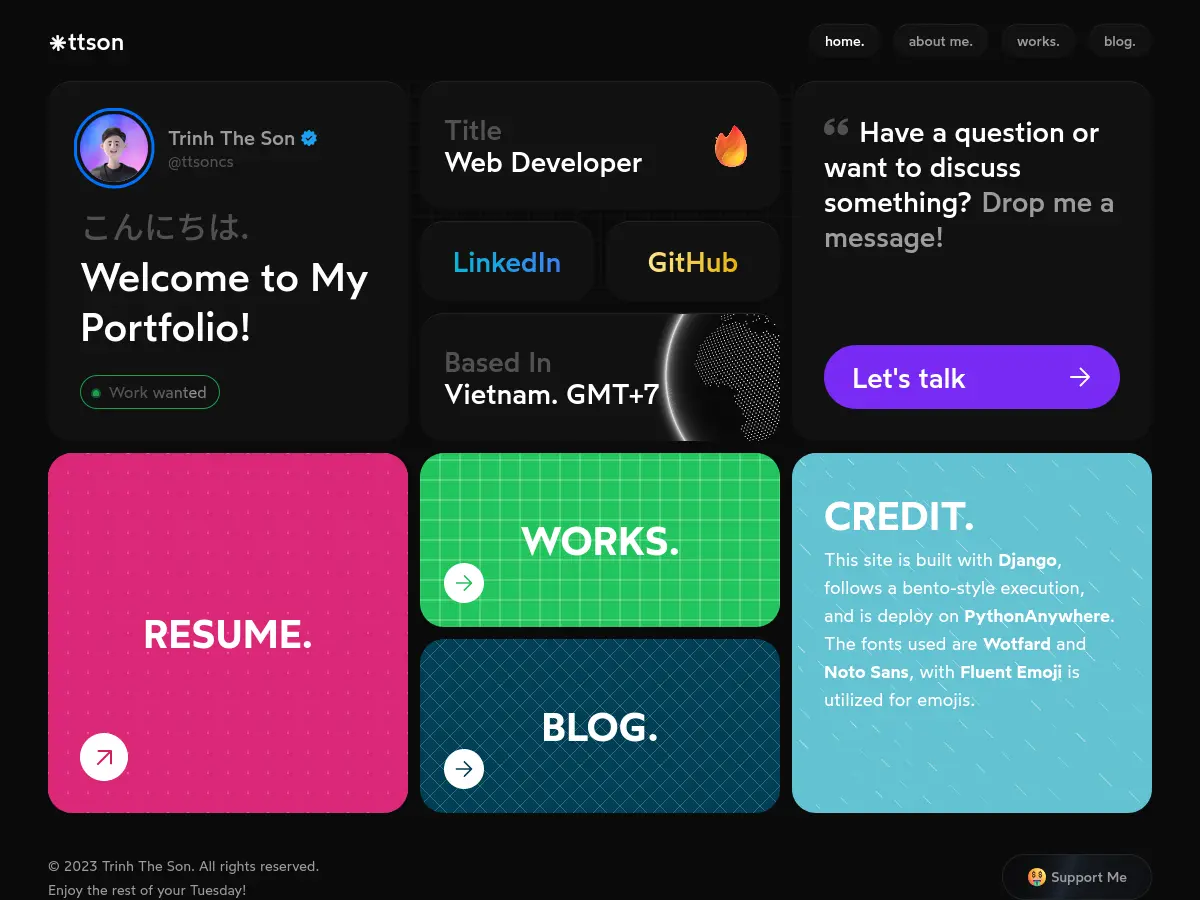 ttson
home.
about me.
works.
blog.
Trinh The Son
@ttsoncs
こんにちは.
Welcome to My
Portfolio!
Work wanted
Title
Web Developer
LinkedIn
GitHub
Based In
Vietnam. GMT+7
“ Have a question or
want to discuss
something? Drop me a
message!
Let's talk
RESUME.
WORKS.
BLOG.
CREDIT.
This site is built with Django,
follows a bento-style execution,
and is deploy on PythonAnywhere.
The fonts used are Wotfard and
Noto Sans, with Fluent Emoji is
utilized for emojis.
© 2023 Trinh The Son. All rights reserved.
Enjoy the rest of your Tuesday!
Support Me